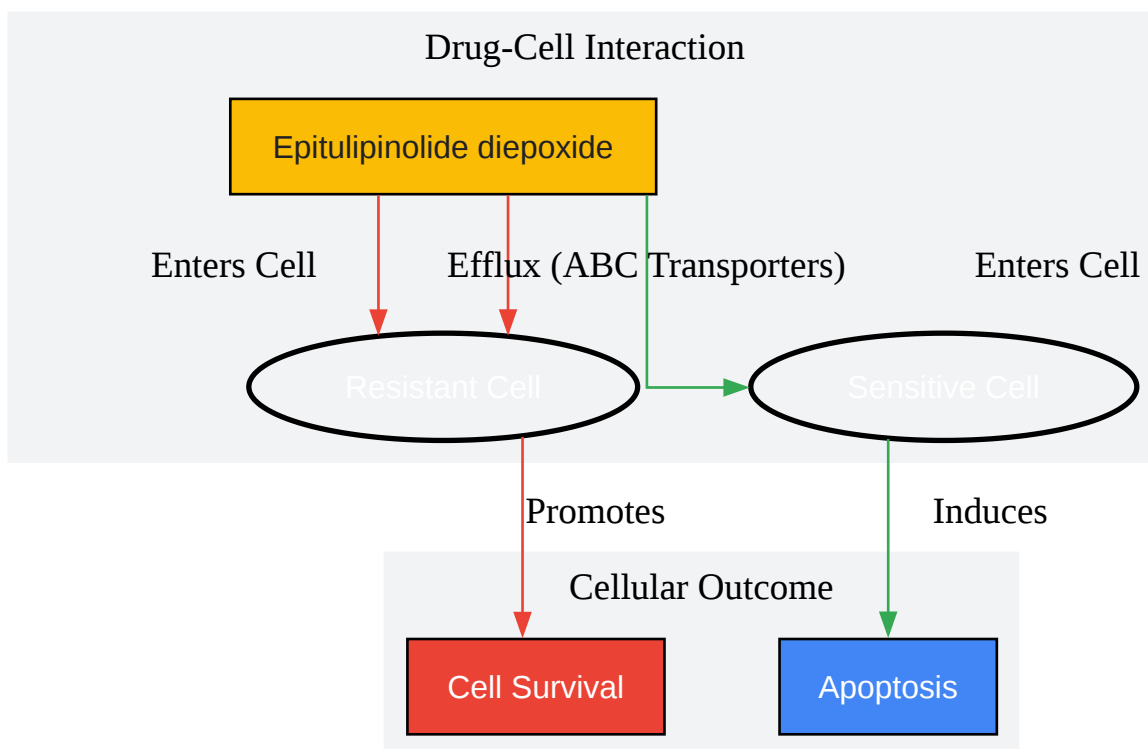 Drug-Cell Interaction
Epitulipinolide diepoxide
Enters Cell
Efflux (ABC Transporters)
Enters Cell
Resistant Cell
Sensitive Cell
Promotes
Induces
Cellular Outcome
Cell Survival
Apoptosis